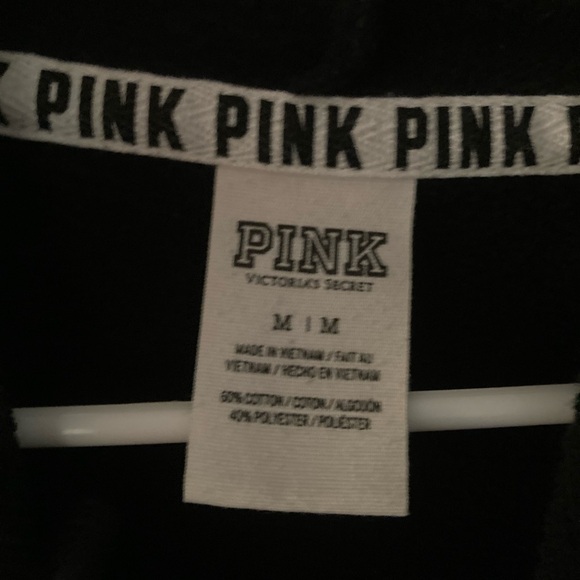 PINK PINK PINK
PINK
VICTORIA'S SECRET
M | M
MADE IN VIETNAM / FAIT AU
VIETNAM / HECHO EN VIETNAM
60% COTTON / COTON / ALGODÓN
40% POLYESTER / POLIÉSTER